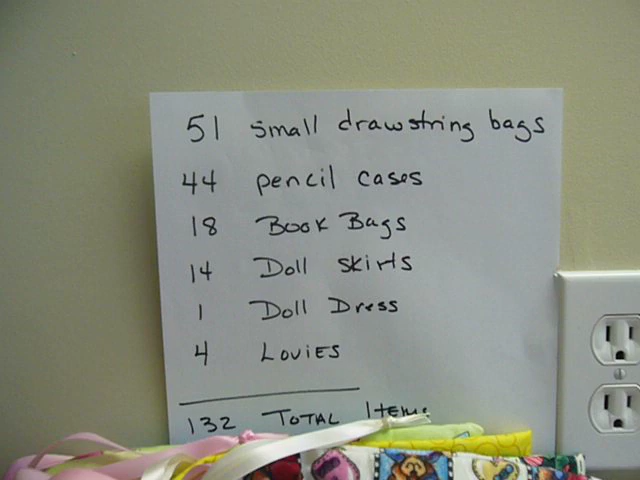 51 small drawstring bags
44 pencil cases
18 Book Bags
14 Doll skirts
1 Doll Dress
4 Lovies
132 Total Items